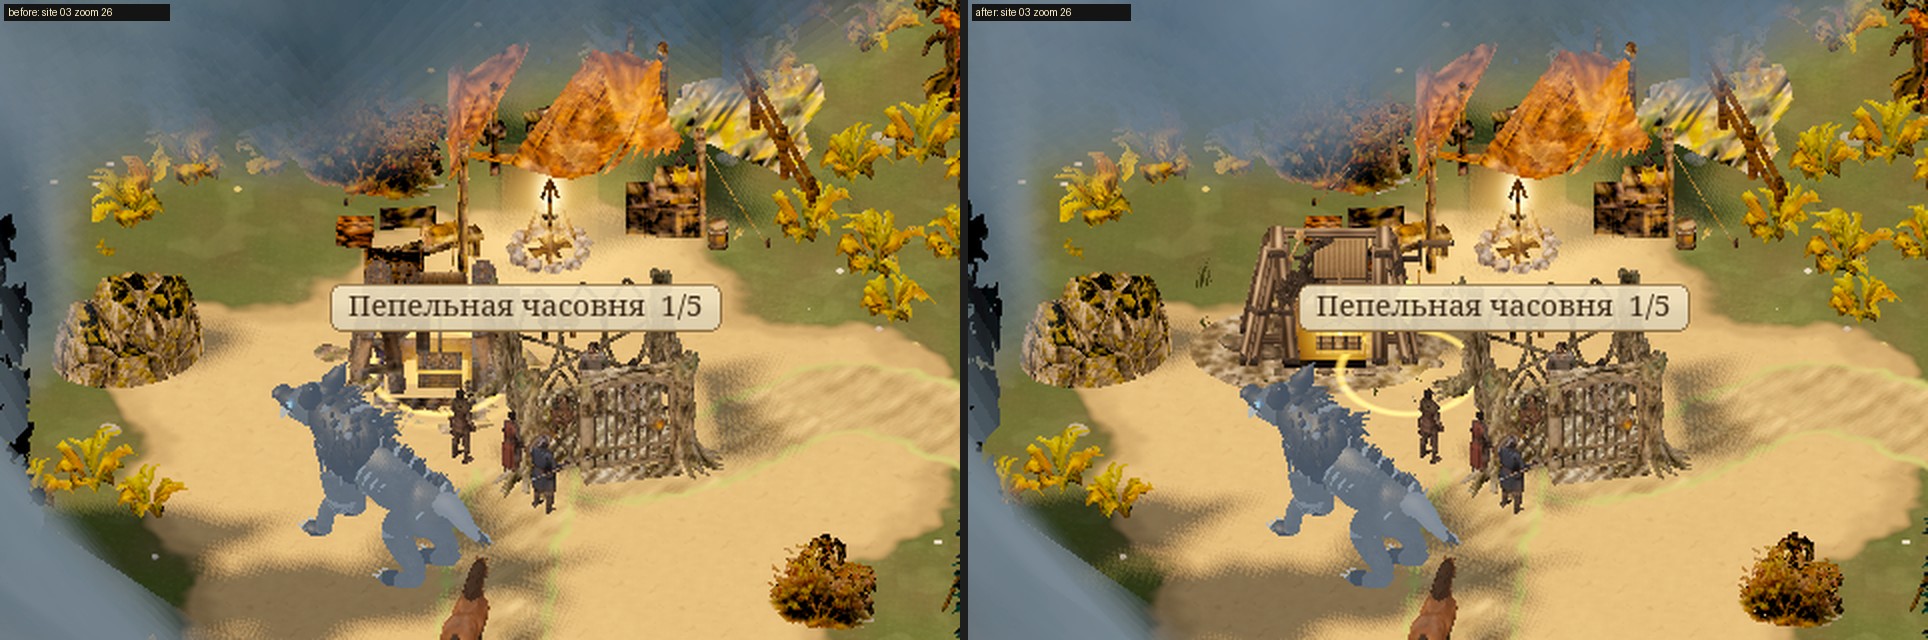 before: site 03 zoom 26
after: site 03 zoom 26
Пепельная часовня 1/5
Пепельная часовня 1/5